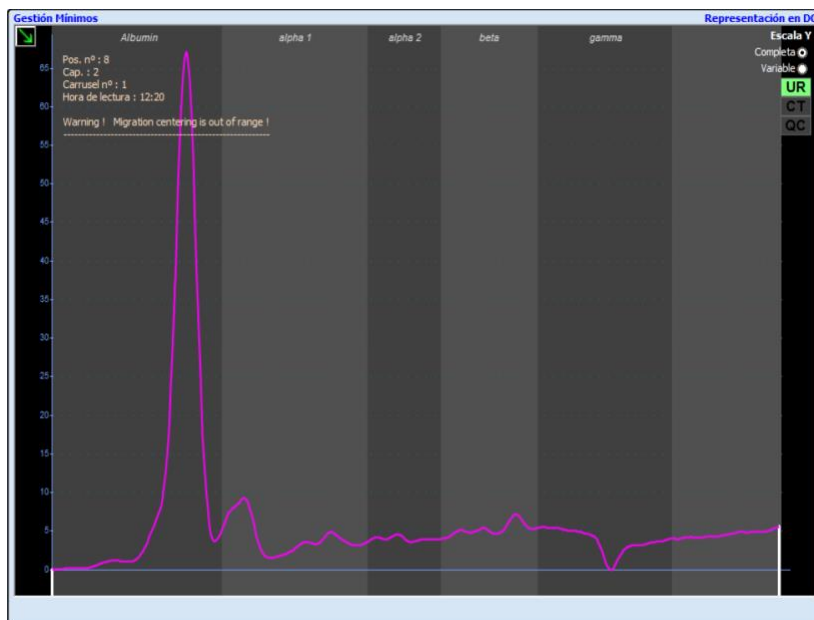 Gestión Mínimos
Representación en DO
Albumin
alpha 1
alpha 2
beta
gamma
Escala Y
Completa
Variable
UR
CT
QC
Pos. nº : 8
Cap. : 2
Carrusel nº : 1
Hora de lectura : 12:20
Warning ! Migration centering is out of range !
65
60
55
50
45
40
35
30
25
20
15
10
5
0